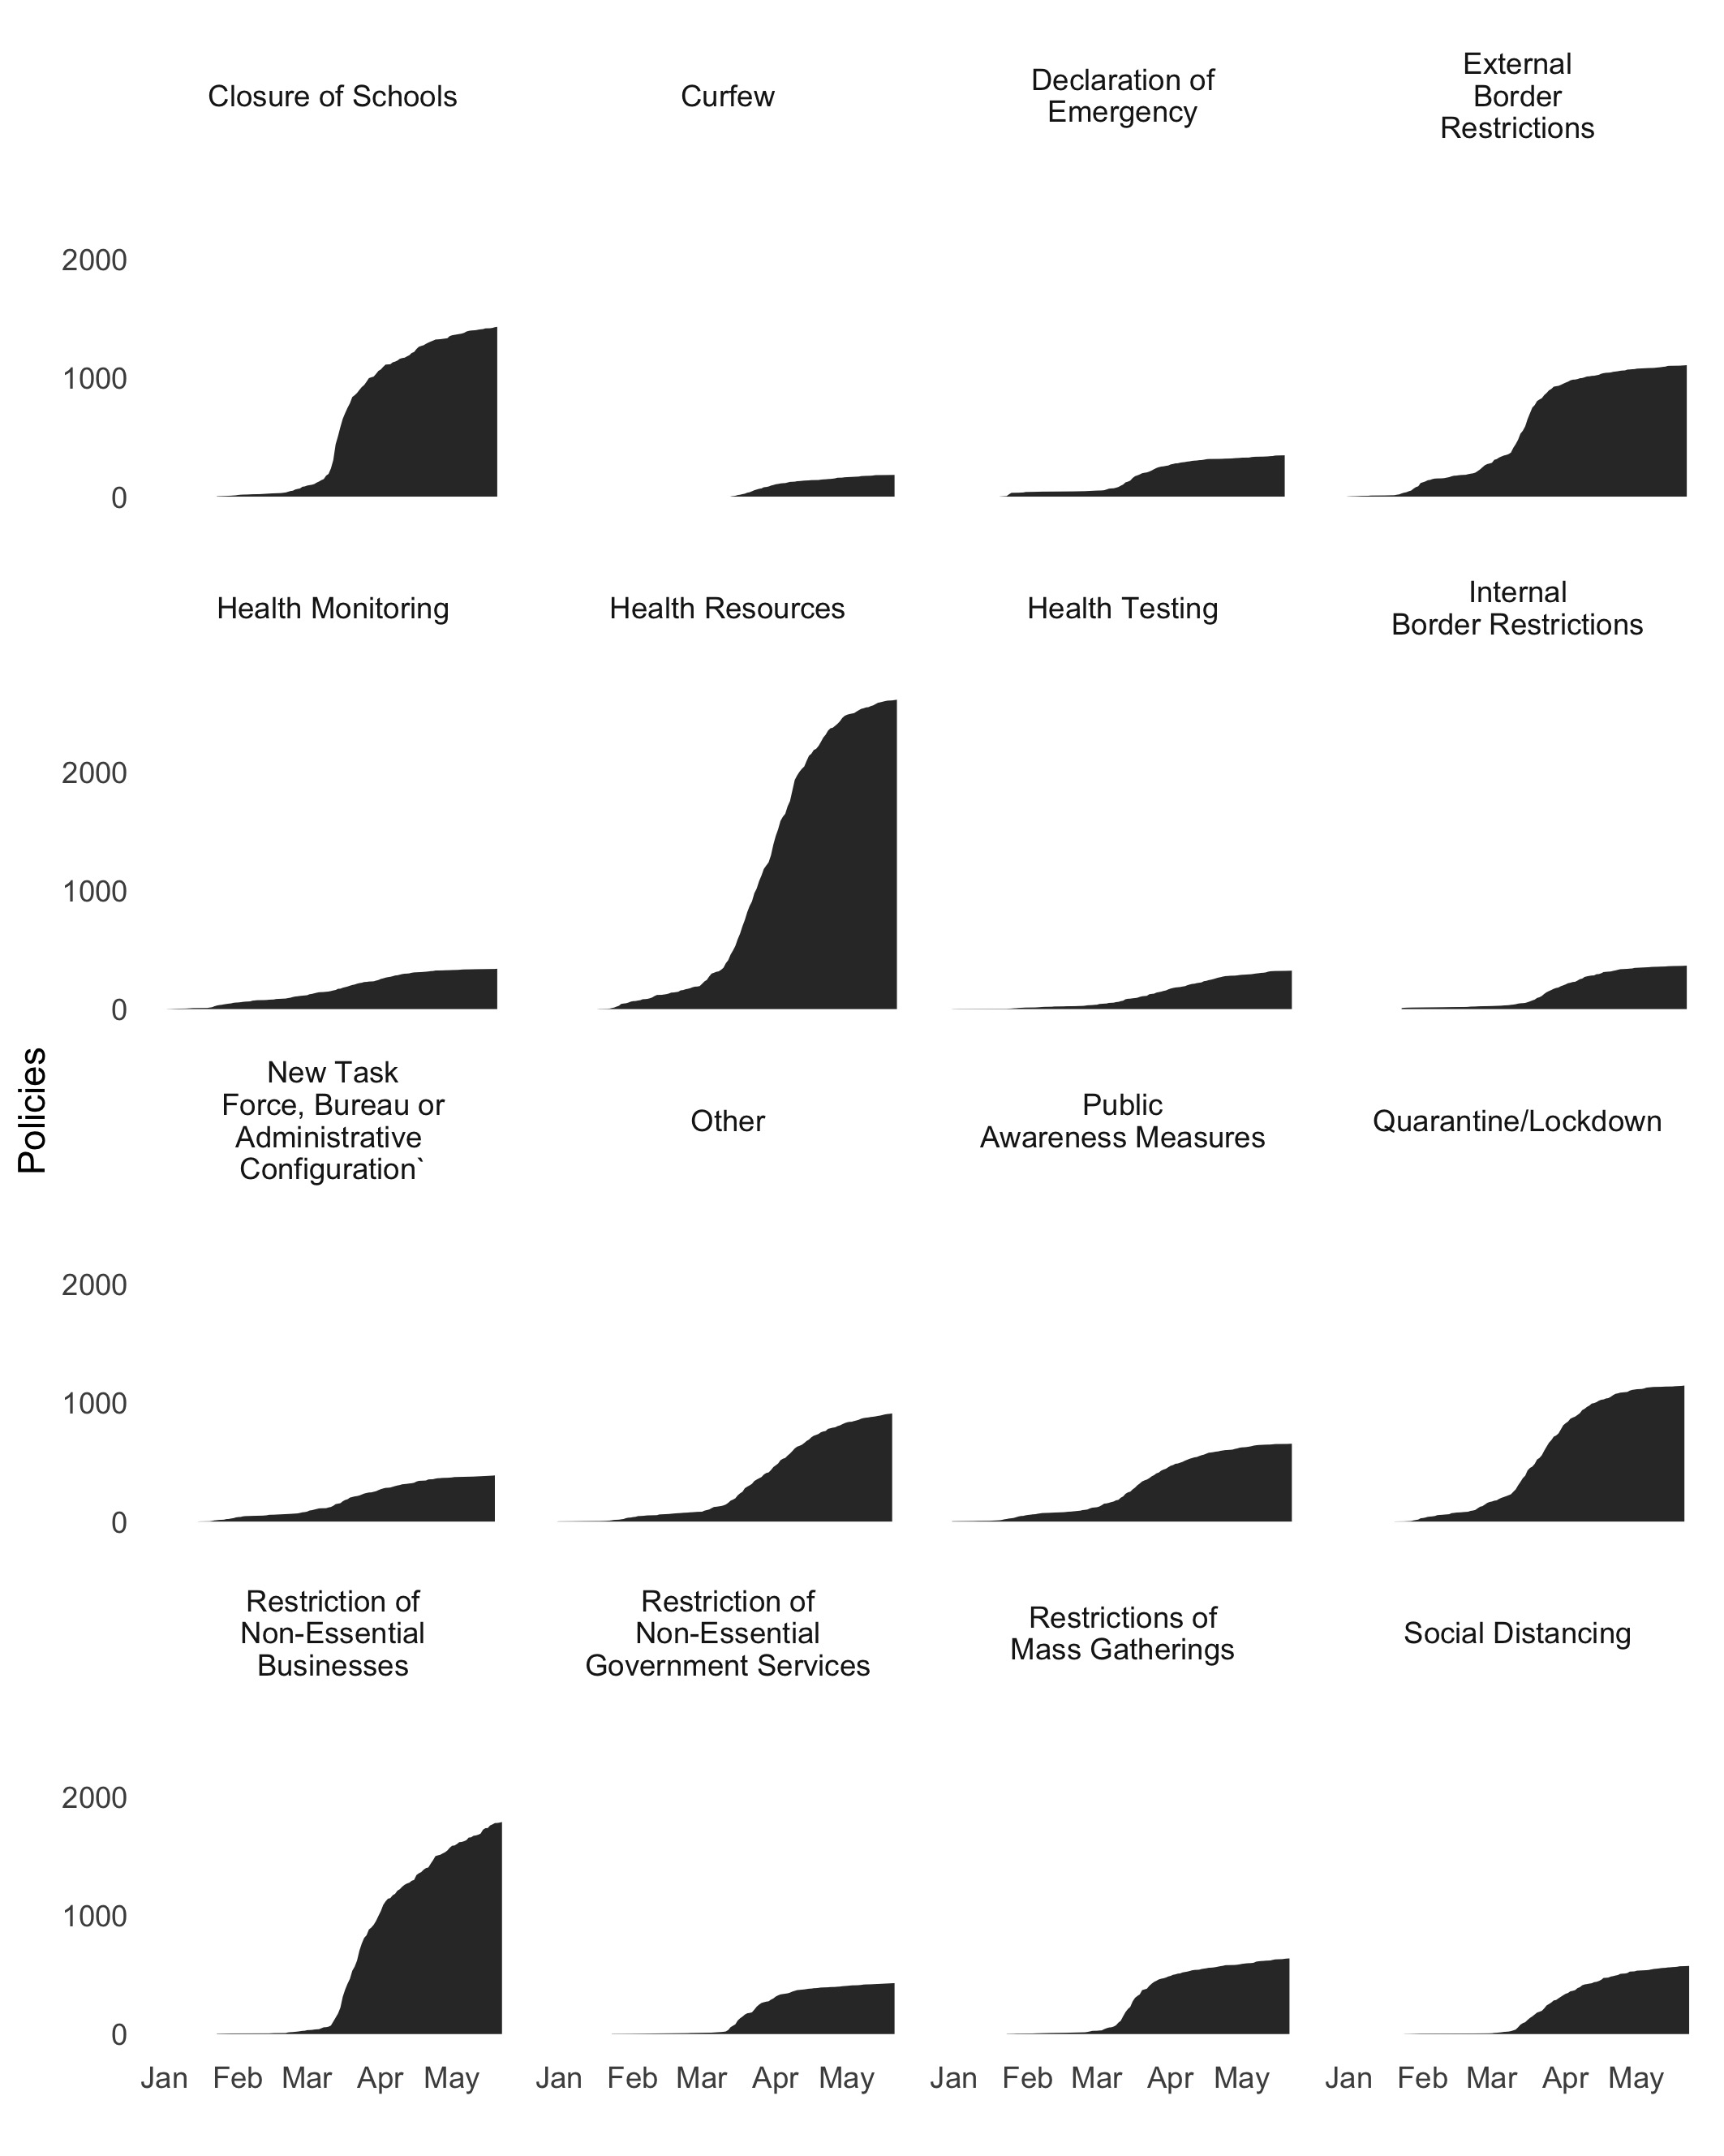 Closure of Schools
Curfew
Declaration of
Emergency
External
Border
Restrictions
2000
1000
0
Health Monitoring
Health Resources
Health Testing
Internal
Border Restrictions
2000
1000
0
Policies
New Task
Force, Bureau or
Administrative
Configuration`
Other
Public
Awareness Measures
Quarantine/Lockdown
2000
1000
0
Restriction of
Non-Essential
Businesses
Restriction of
Non-Essential
Government Services
Restrictions of
Mass Gatherings
Social Distancing
2000
1000
0
Jan Feb Mar Apr May Jan Feb Mar Apr May Jan Feb Mar Apr May Jan Feb Mar Apr May